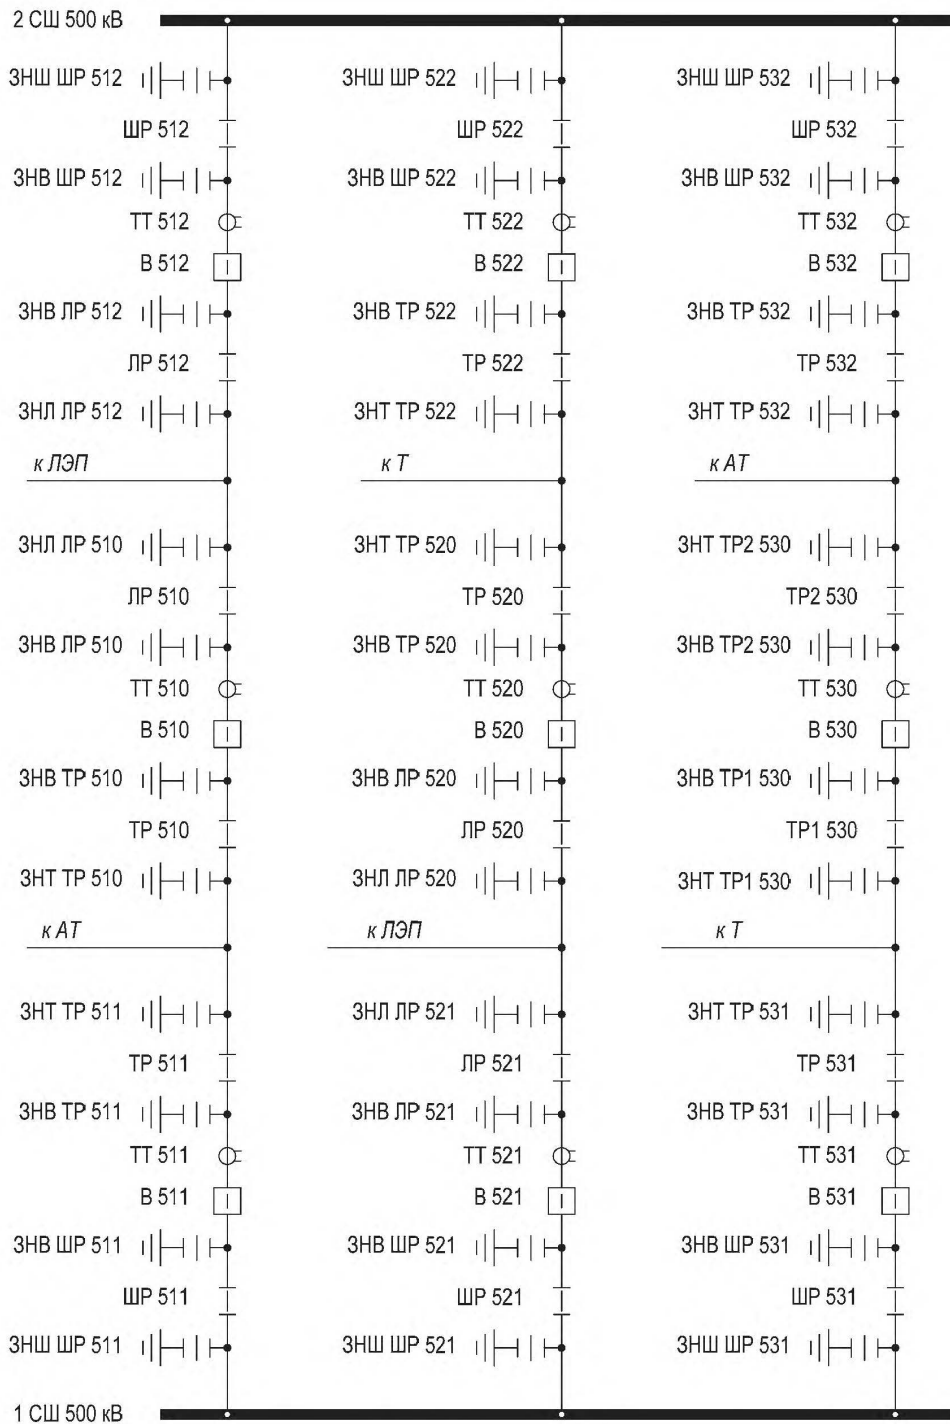 2 СШ 500 кВ
ЗНШ ШР 512 ЗНШ ШР 522 ЗНШ ШР 532
ШР 512 ШР 522 ШР 532
ЗНВ ШР 512 ЗНВ ШР 522 ЗНВ ШР 532
ТТ 512 ТТ 522 ТТ 532
В 512 В 522 В 532
ЗНВ ЛР 512 ЗНВ ТР 522 ЗНВ ТР 532
ЛР 512 ТР 522 ТР 532
ЗНЛ ЛР 512 ЗНТ ТР 522 ЗНТ ТР 532
к ЛЭП к Т к АТ
ЗНЛ ЛР 510 ЗНТ ТР 520 ЗНТ ТР2 530
ЛР 510 ТР 520 ТР2 530
ЗНВ ЛР 510 ЗНВ ТР 520 ЗНВ ТР2 530
ТТ 510 ТТ 520 ТТ 530
В 510 В 520 В 530
ЗНВ ТР 510 ЗНВ ЛР 520 ЗНВ ТР1 530
ТР 510 ЛР 520 ТР1 530
ЗНТ ТР 510 ЗНЛ ЛР 520 ЗНТ ТР1 530
к АТ к ЛЭП к Т
ЗНТ ТР 511 ЗНЛ ЛР 521 ЗНТ ТР 531
ТР 511 ЛР 521 ТР 531
ЗНВ ТР 511 ЗНВ ЛР 521 ЗНВ ТР 531
ТТ 511 ТТ 521 ТТ 531
В 511 В 521 В 531
ЗНВ ШР 511 ЗНВ ШР 521 ЗНВ ШР 531
ШР 511 ШР 521 ШР 531
ЗНШ ШР 511 ЗНШ ШР 521 ЗНШ ШР 531
1 СШ 500 кВ